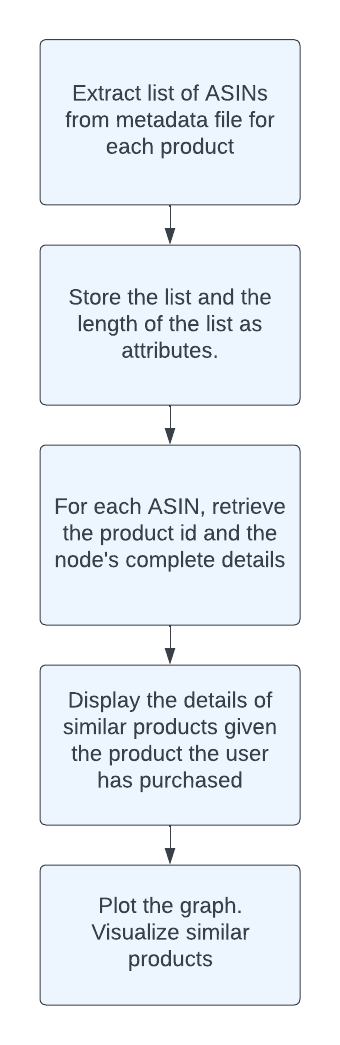 Extract list of ASINs
from metadata file for
each product
Store the list and the
length of the list as
attributes.
For each ASIN, retrieve
the product id and the
node's complete details
Display the details of
similar products given
the product the user
has purchased
Plot the graph.
Visualize similar
products